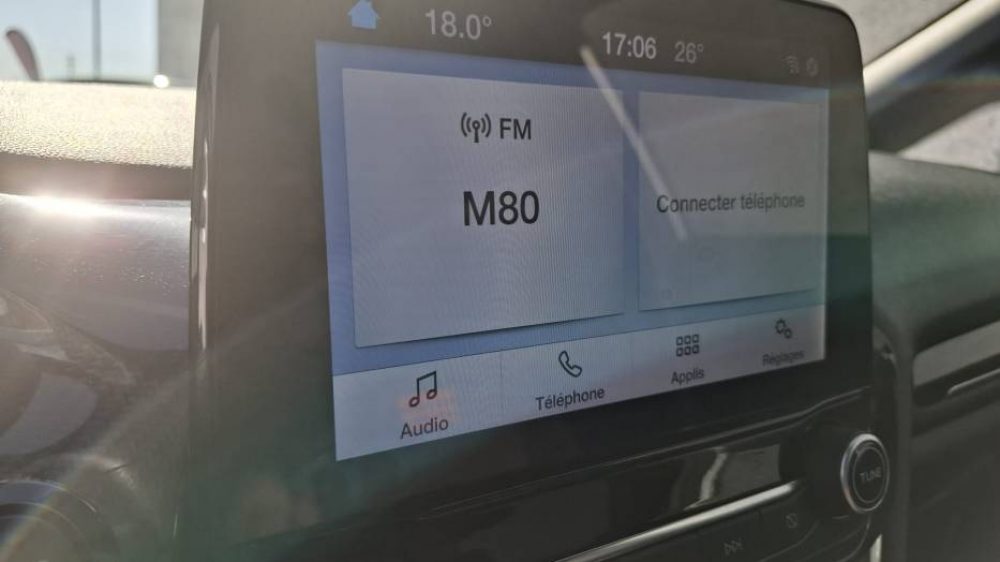 18.0°
17:06 26°
FM
M80
Connecter téléphone
Audio
Téléphone
Applis
Réglages
TUNE